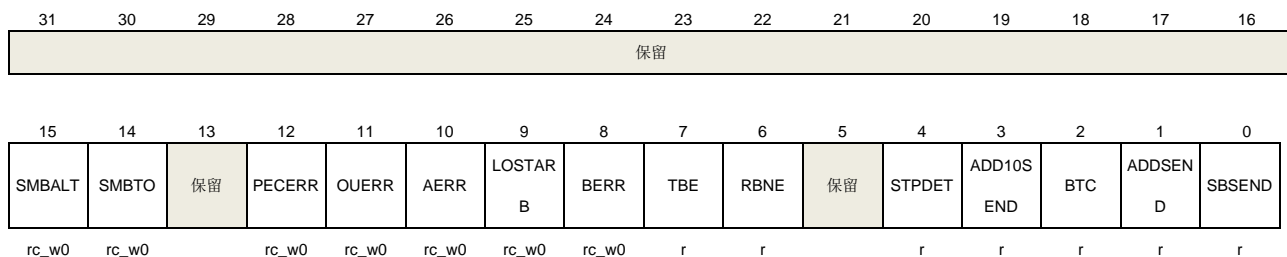 31 30 29 28 27 26 25 24 23 22 21 20 19 18 17 16
保留
15 14 13 12 11 10 9 8 7 6 5 4 3 2 1 0
SMBALT SMBTO 保留 PECERR OUERR AERR LOSTAR BERR TBE RBNE 保留 STPDET ADD10S BTC ADDSEN SBSEND
B END D
rc_w0 rc_w0 rc_w0 rc_w0 rc_w0 rc_w0 rc_w0 r r r r r r r